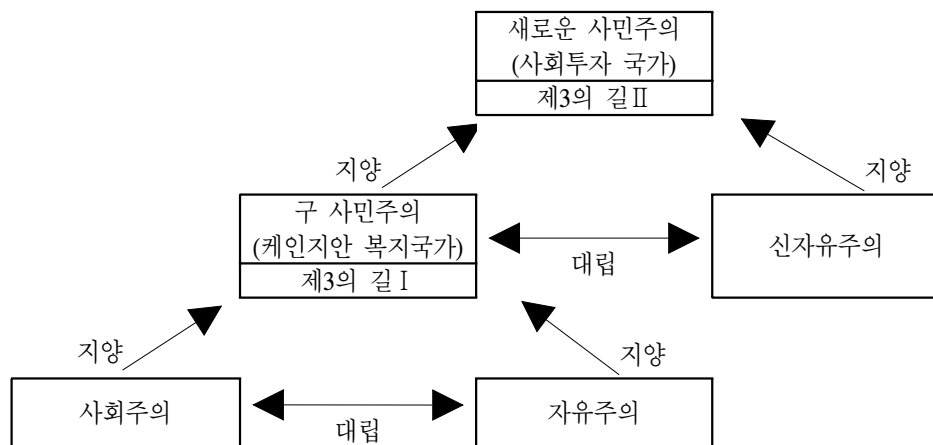 새로운 사민주의
(사회투자 국가)
제3의 길Ⅱ
지양
지양
구 사민주의
(케인지안 복지국가)
제3의 길Ⅰ
대립
신자유주의
지양
지양
사회주의
대립
자유주의